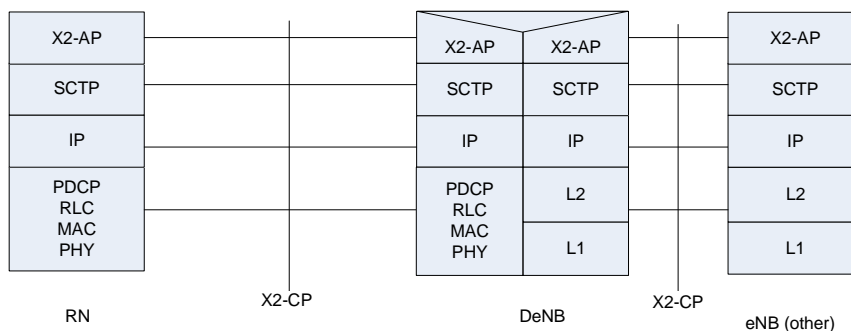 X2-AP
SCTP
IP
PDCP
RLC
MAC
PHY
RN
X2-CP
X2-AP X2-AP
SCTP SCTP
IP IP
PDCP
RLC
MAC
PHY
L2
L1
DeNB
X2-CP
X2-AP
SCTP
IP
L2
L1
eNB (other)